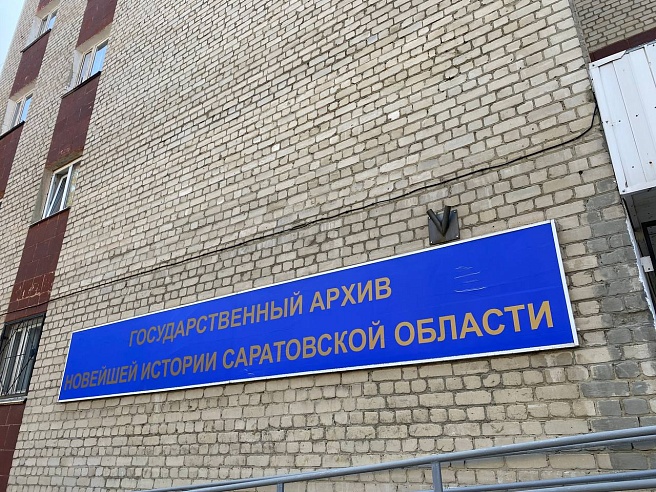 ГОСУДАРСТВЕННЫЙ АРХИВ
НОВЕЙШЕЙ ИСТОРИИ САРАТОВСКОЙ ОБЛАСТИ